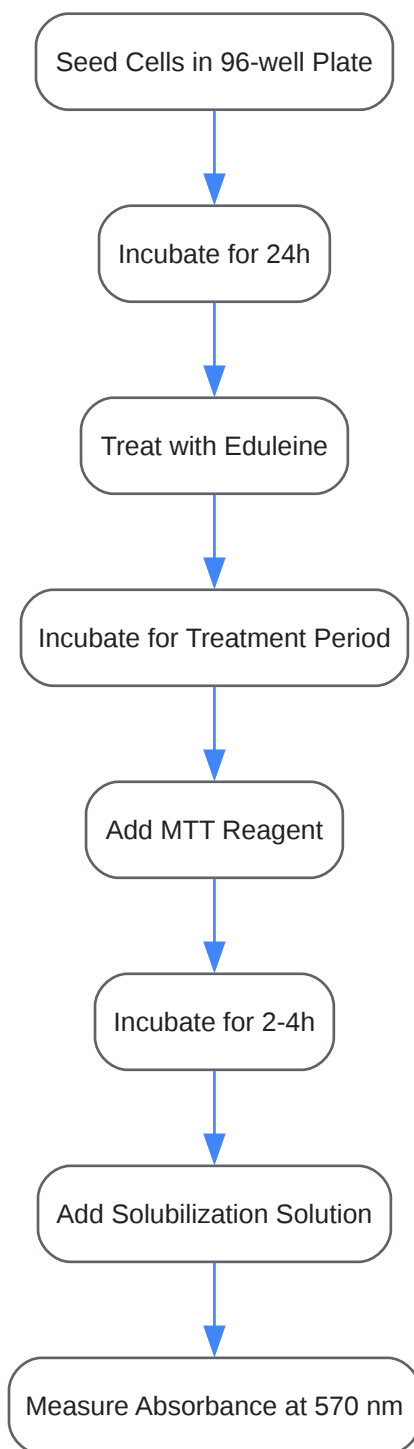 Seed Cells in 96-well Plate
Incubate for 24h
Treat with Eduleine
Incubate for Treatment Period
Add MTT Reagent
Incubate for 2-4h
Add Solubilization Solution
Measure Absorbance at 570 nm